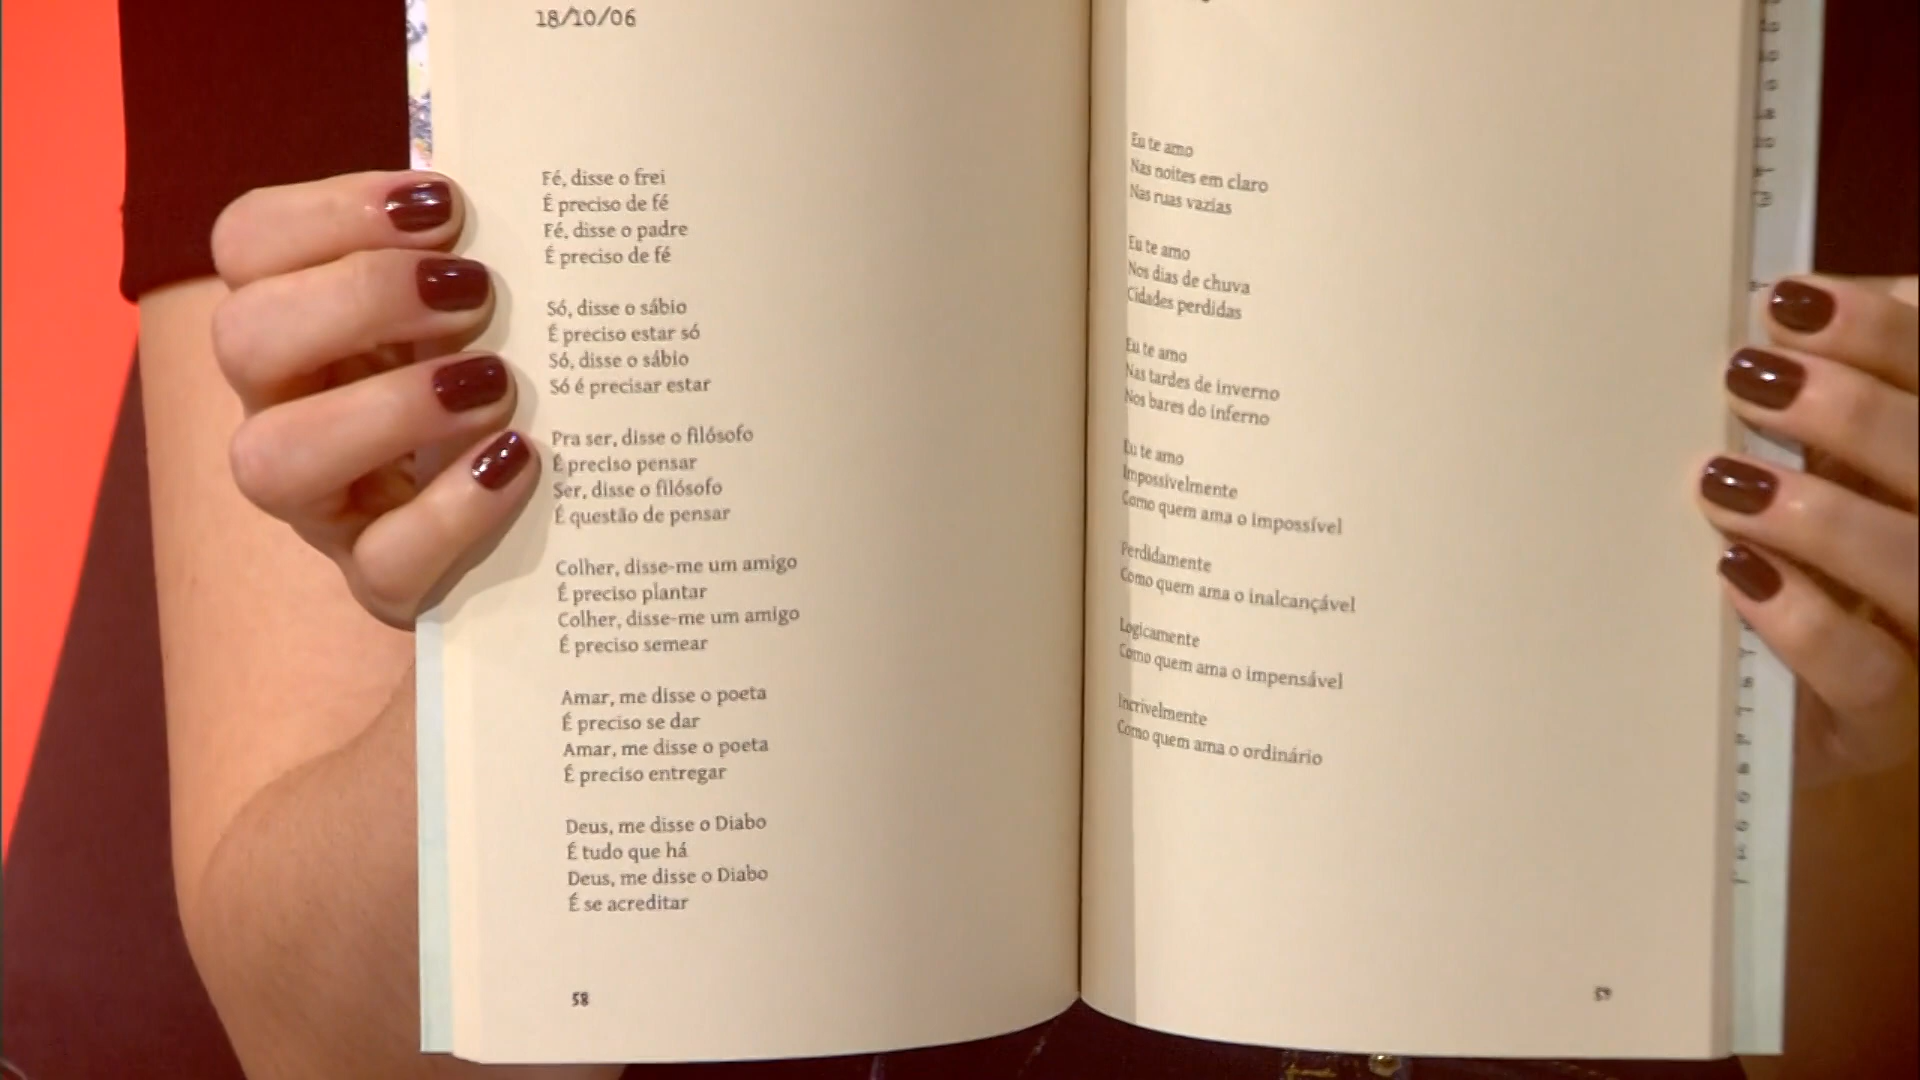 18/10/06
Fé, disse o frei
É preciso de fé
Fé, disse o padre
É preciso de fé
Só, disse o sábio
É preciso estar só
Só, disse o sábio
Só é precisar estar
Pra ser, disse o filósofo
É preciso pensar
Ser, disse o filósofo
É questão de pensar
Colher, disse-me um amigo
É preciso plantar
Colher, disse-me um amigo
É preciso semear
Amar, me disse o poeta
É preciso se dar
Amar, me disse o poeta
É preciso entregar
Deus, me disse o Diabo
É tudo que há
Deus, me disse o Diabo
É se acreditar
58
Eu te amo
Nas noites em claro
Nas ruas vazias
Eu te amo
Nos dias de chuva
Cidades perdidas
Eu te amo
Nas tardes de inverno
Nos bares do inferno
Eu te amo
Impossivelmente
Como quem ama o impossível
Perdidamente
Como quem ama o inalcançável
Logicamente
Como quem ama o impensável
Incrivelmente
Como quem ama o ordinário
59